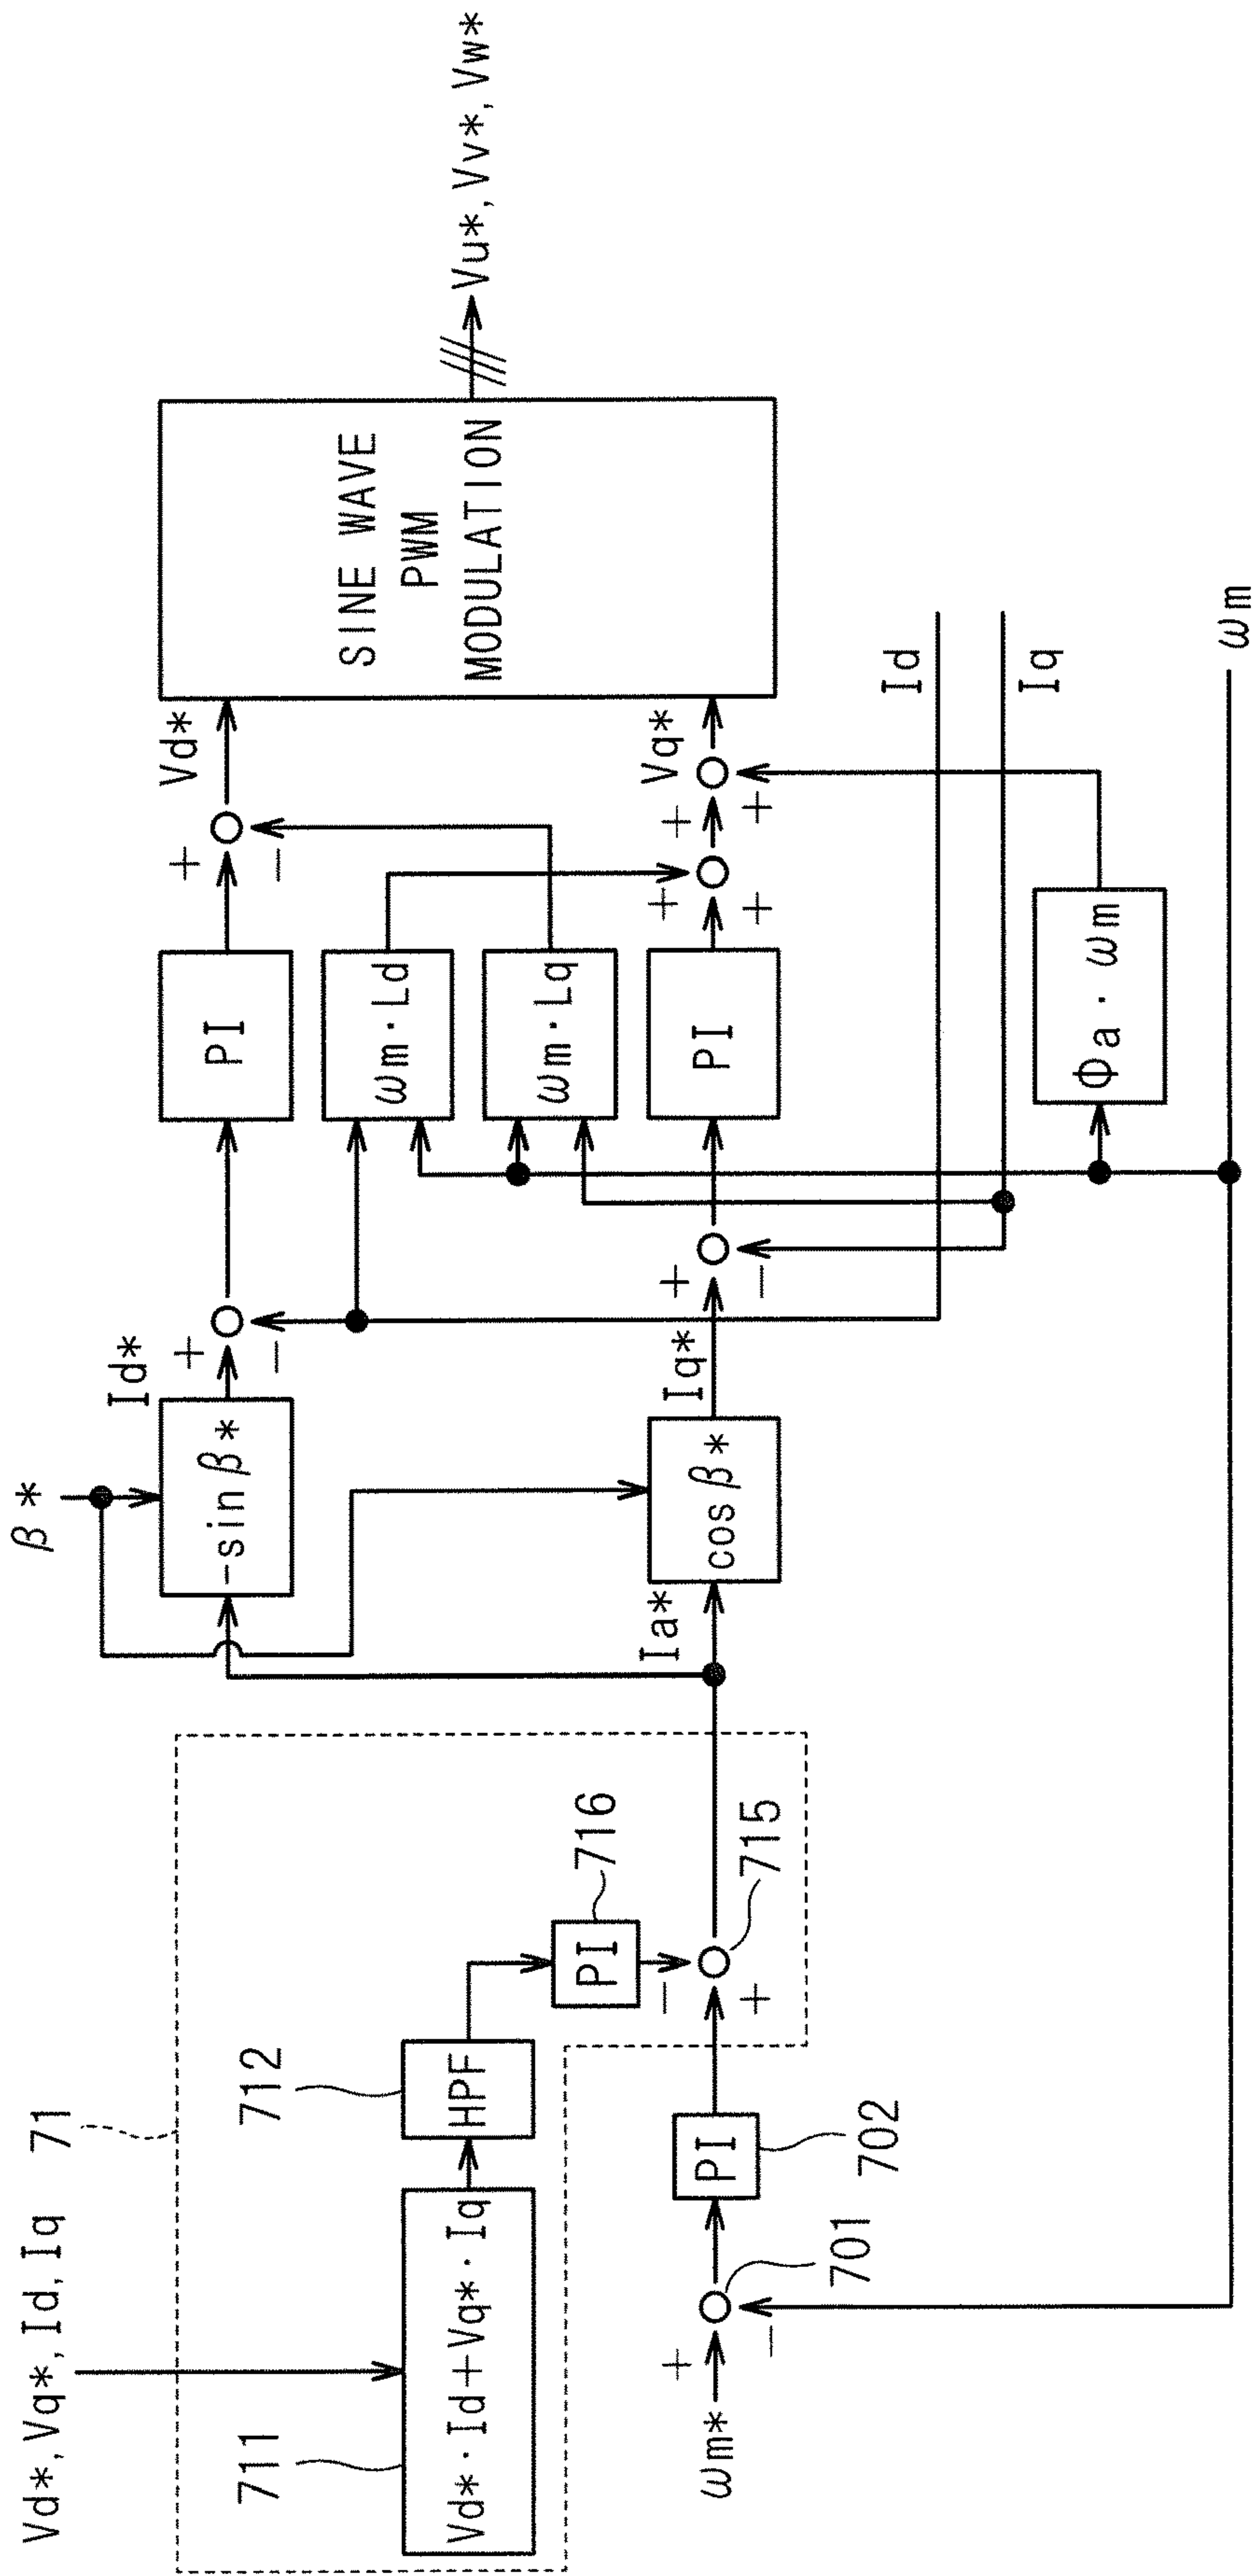 Vd*, Vq*, Id, Iq
71
711
Vd*・Id+Vq*・Iq
712
HPF
716
PI
715
ωm*
+
−
701
PI
702
−
+
Ia*
β*
-sinβ*
Id*
+
−
cosβ*
Iq*
+
−
PI
ωm・Ld
ωm・Lq
PI
Φa・ωm
+
−
Vd*
+
+
+
+
Vq*
SINE WAVE
PWM
MODULATION
Vu*, Vv*, Vw*
Id
Iq
ωm